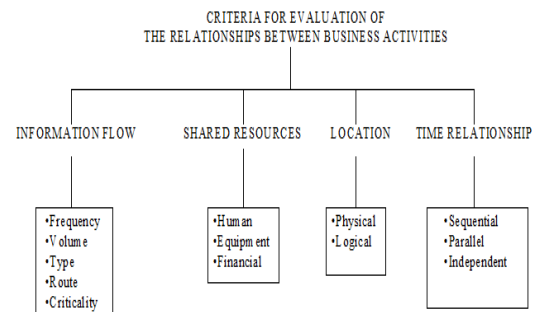 CRITERIA FOR EVALUATION OF
THE RELATIONSHIPS BETWEEN BUSINESS ACTIVITIES
INFORMATION FLOW
SHARED RESOURCES
LOCATION
TIME RELATIONSHIP
•Frequency
•Volume
•Type
•Route
•Criticality
•Human
•Equipment
•Financial
•Physical
•Logical
•Sequential
•Parallel
•Independent